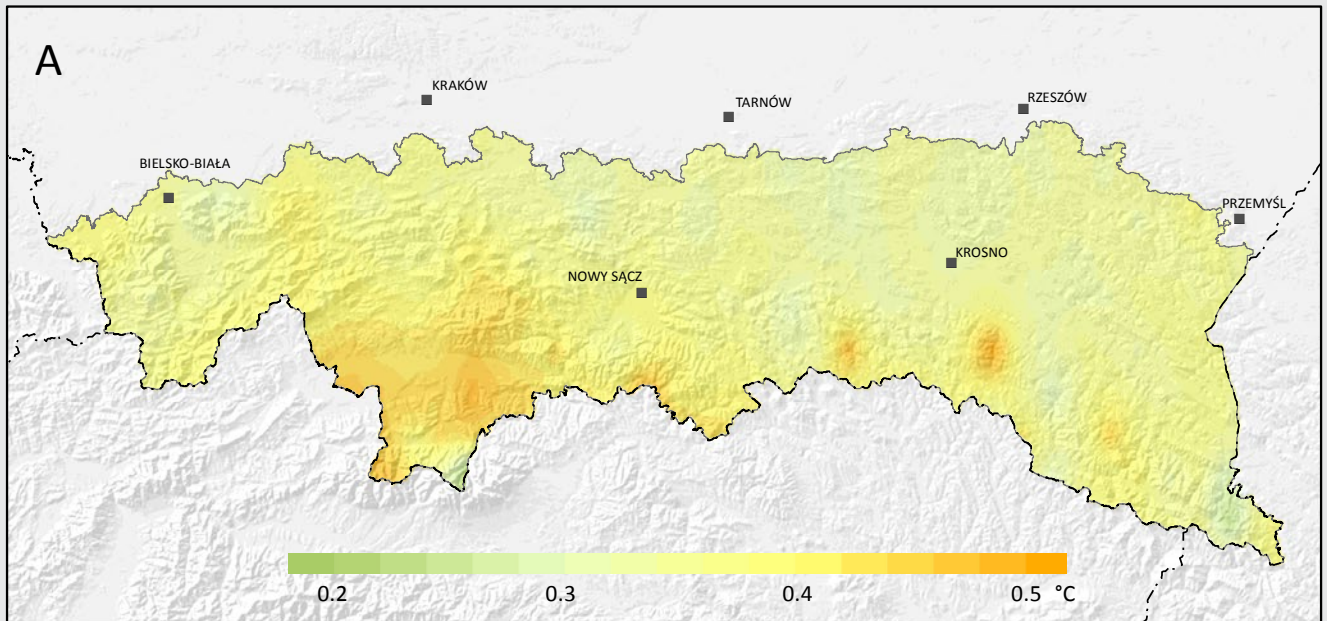 A
KRAKÓW
TARNÓW
RZESZÓW
BIELSKO-BIAŁA
PRZEMYŚL
KROSNO
NOWY SĄCZ
0.2 0.3 0.4 0.5 °C